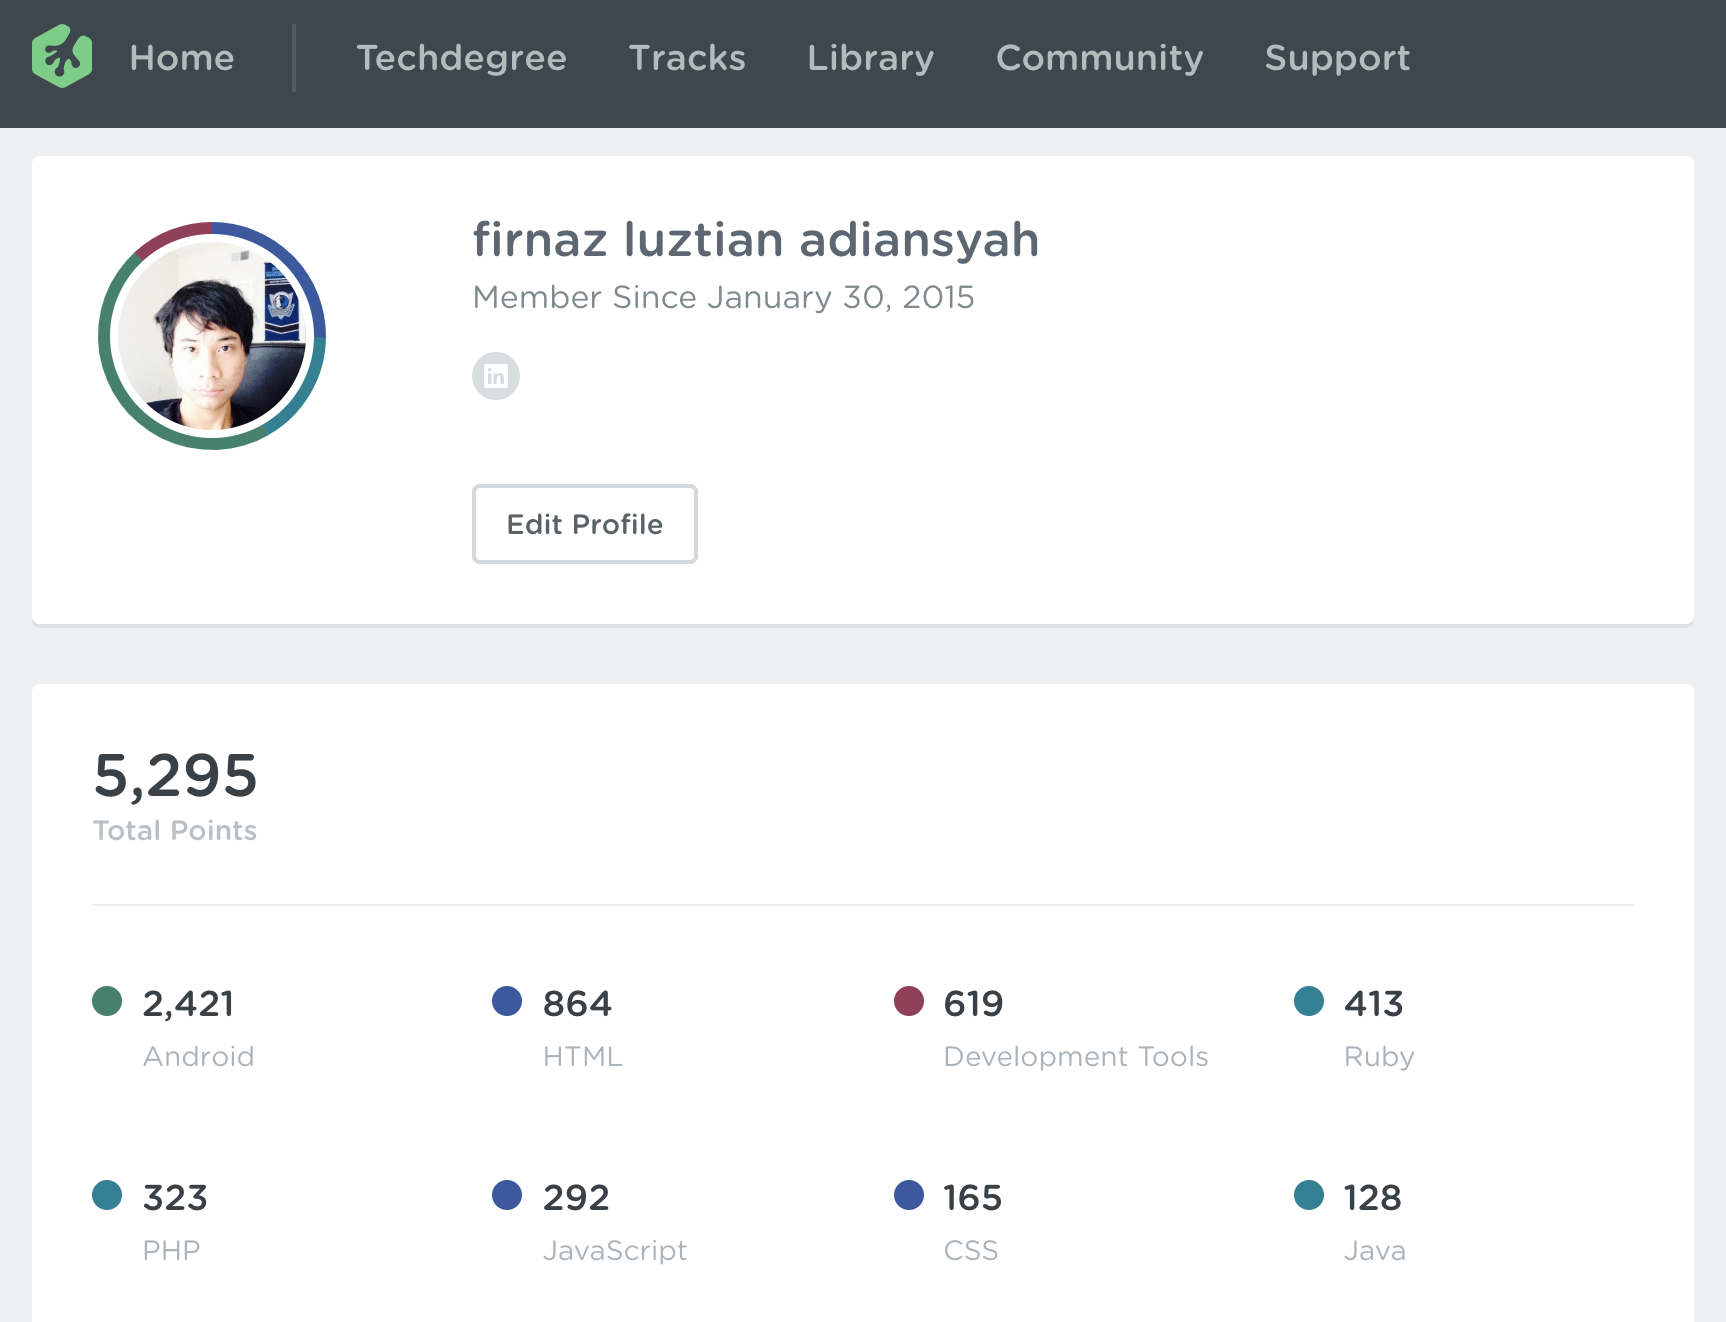 Home Techdegree Tracks Library Community Support
firnaz luztian adiansyah
Member Since January 30, 2015
in
Edit Profile
5,295
Total Points
2,421 864 619 413
Android HTML Development Tools Ruby
323 292 165 128
PHP JavaScript CSS Java